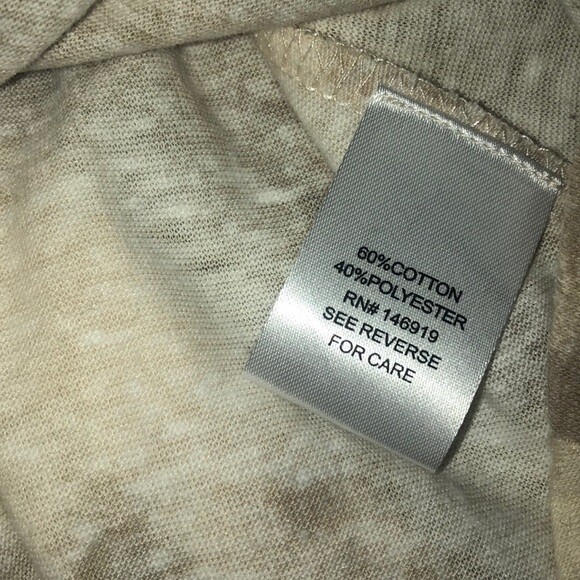 60%COTTON
40%POLYESTER
RN# 146919
SEE REVERSE
FOR CARE